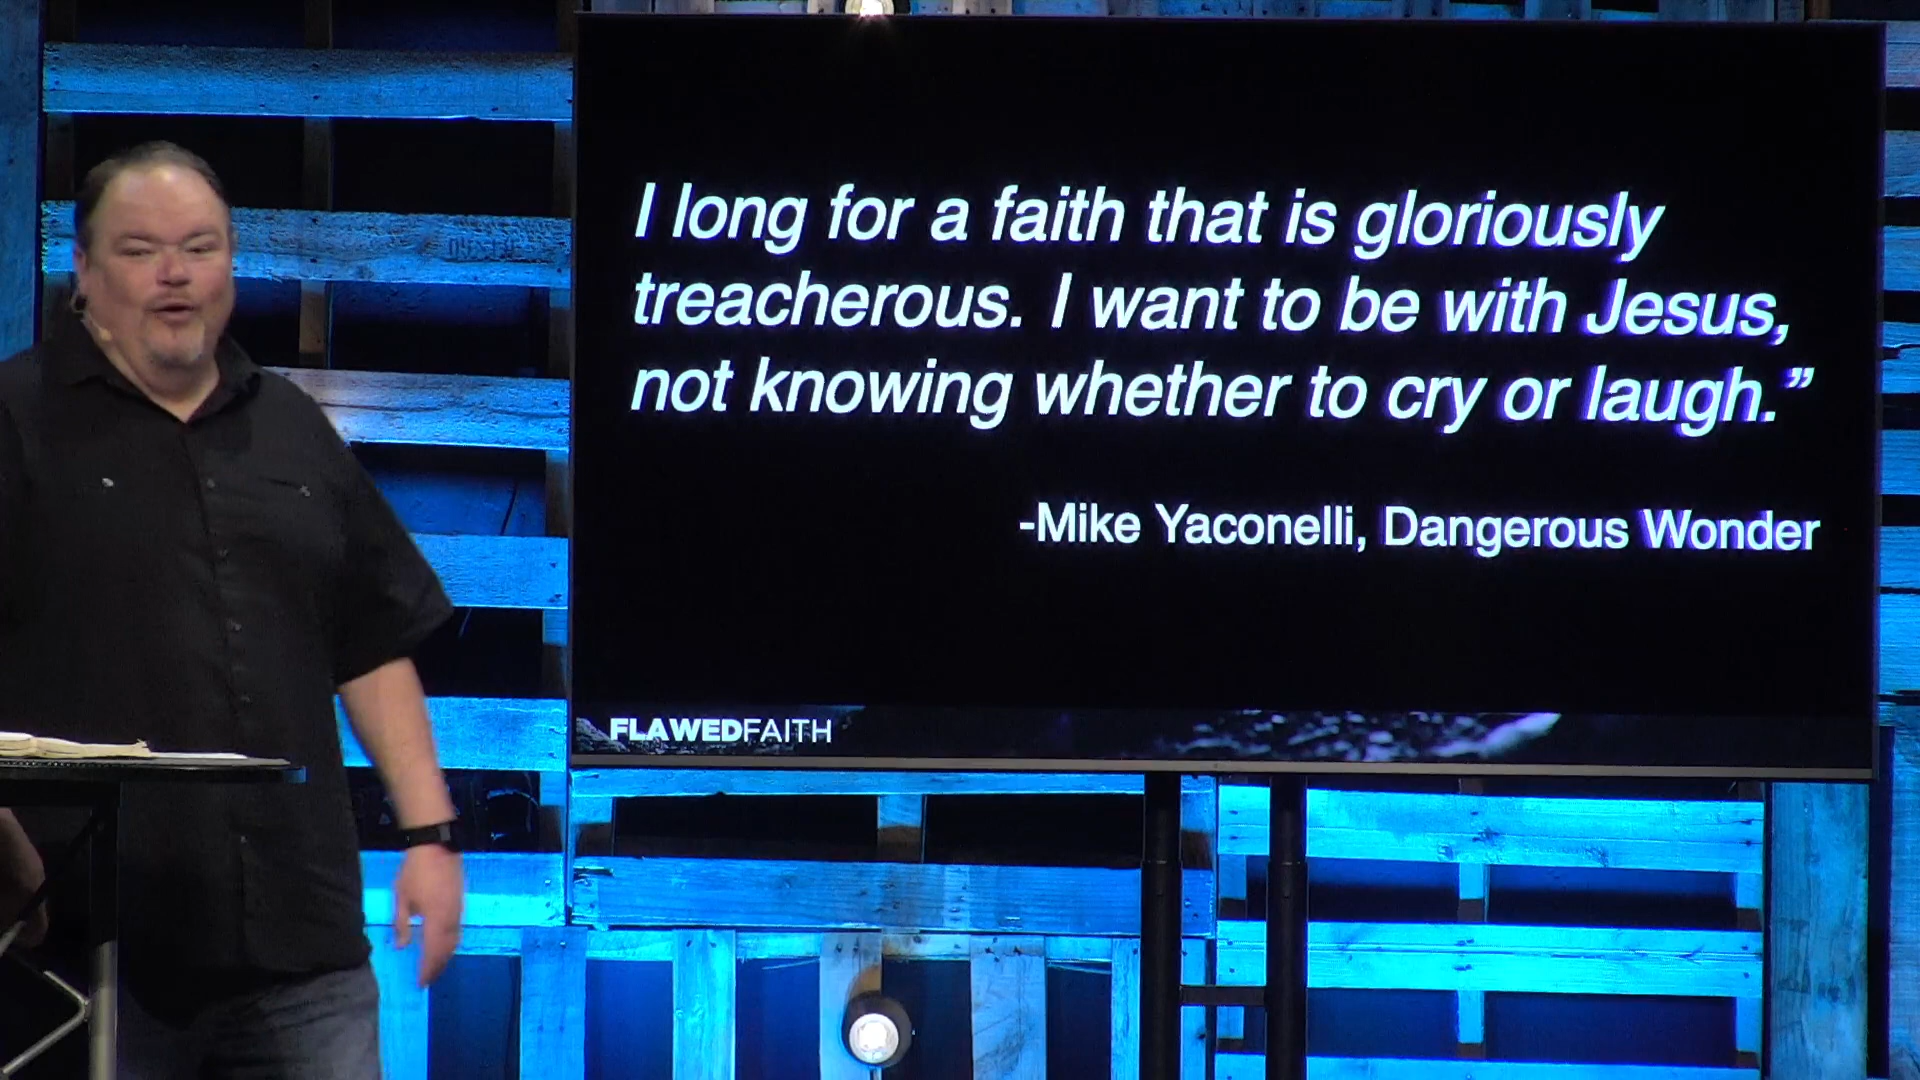 I long for a faith that is gloriously
treacherous. I want to be with Jesus,
not knowing whether to cry or laugh.”
-Mike Yaconelli, Dangerous Wonder
FLAWEDFAITH